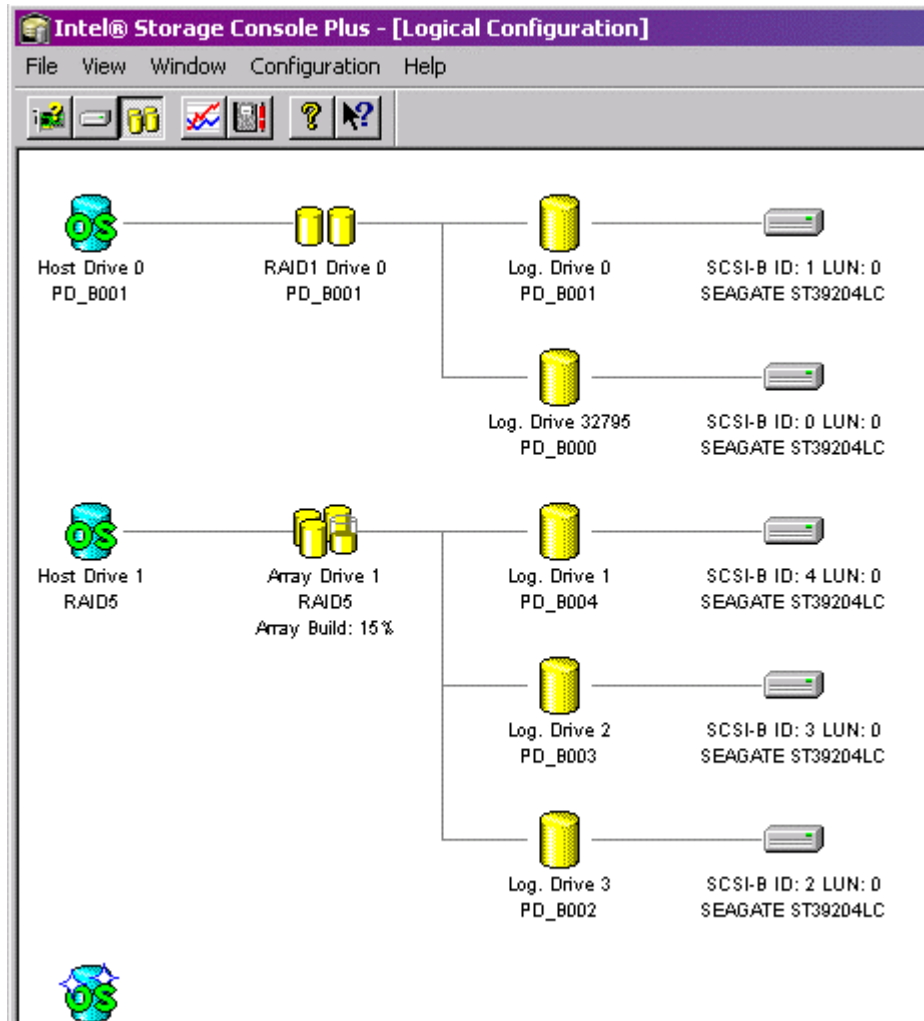 Intel® Storage Console Plus - [Logical Configuration]
File View Window Configuration Help
Host Drive 0
PD_B001
RAID1 Drive 0
PD_B001
Log. Drive 0
PD_B001
SCSI-B ID: 1 LUN: 0
SEAGATE ST39204LC
Log. Drive 32795
PD_B000
SCSI-B ID: 0 LUN: 0
SEAGATE ST39204LC
Host Drive 1
RAID5
Array Drive 1
RAID5
Array Build: 15%
Log. Drive 1
PD_B004
SCSI-B ID: 4 LUN: 0
SEAGATE ST39204LC
Log. Drive 2
PD_B003
SCSI-B ID: 3 LUN: 0
SEAGATE ST39204LC
Log. Drive 3
PD_B002
SCSI-B ID: 2 LUN: 0
SEAGATE ST39204LC